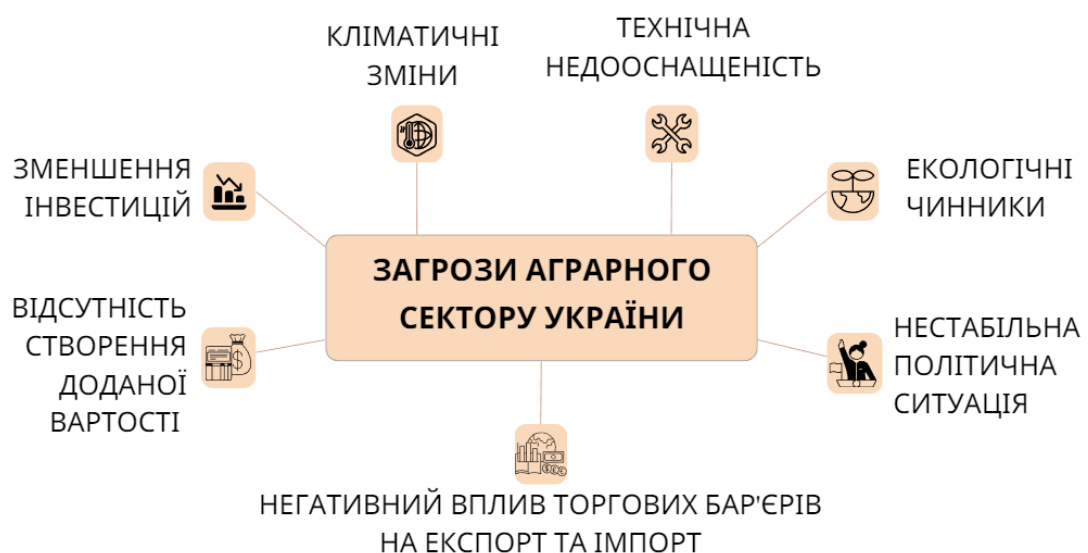 КЛІМАТИЧНІ
ЗМІНИ
ТЕХНІЧНА
НЕДООСНАЩЕНІСТЬ
ЗМЕНШЕННЯ
ІНВЕСТИЦІЙ
ЕКОЛОГІЧНІ
ЧИННИКИ
ЗАГРОЗИ АГРАРНОГО
СЕКТОРУ УКРАЇНИ
ВІДСУТНІСТЬ
СТВОРЕННЯ
ДОДАНОЇ
ВАРТОСТІ
НЕСТАБІЛЬНА
ПОЛІТИЧНА
СИТУАЦІЯ
НЕГАТИВНИЙ ВПЛИВ ТОРГОВИХ БАР'ЄРІВ
НА ЕКСПОРТ ТА ІМПОРТ